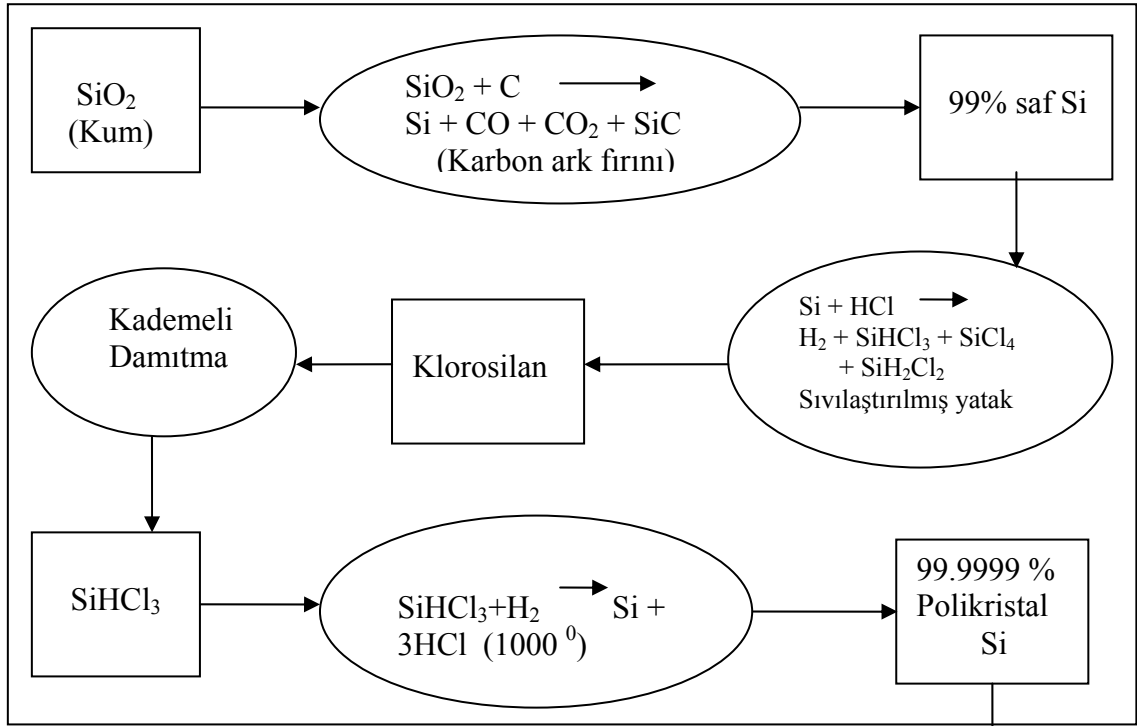 SiO₂
(Kum)
SiO₂ + C ⟶
Si + CO + CO₂ + SiC
(Karbon ark fırını)
99% saf Si
Si + HCl ⟶
H₂ + SiHCl₃ + SiCl₄
+ SiH₂Cl₂
Sıvılaştırılmış yatak
Klorosilan
Kademeli
Damıtma
SiHCl₃
SiHCl₃+H₂ ⟶ Si +
3HCl (1000 ⁰)
99.9999 %
Polikristal
Si